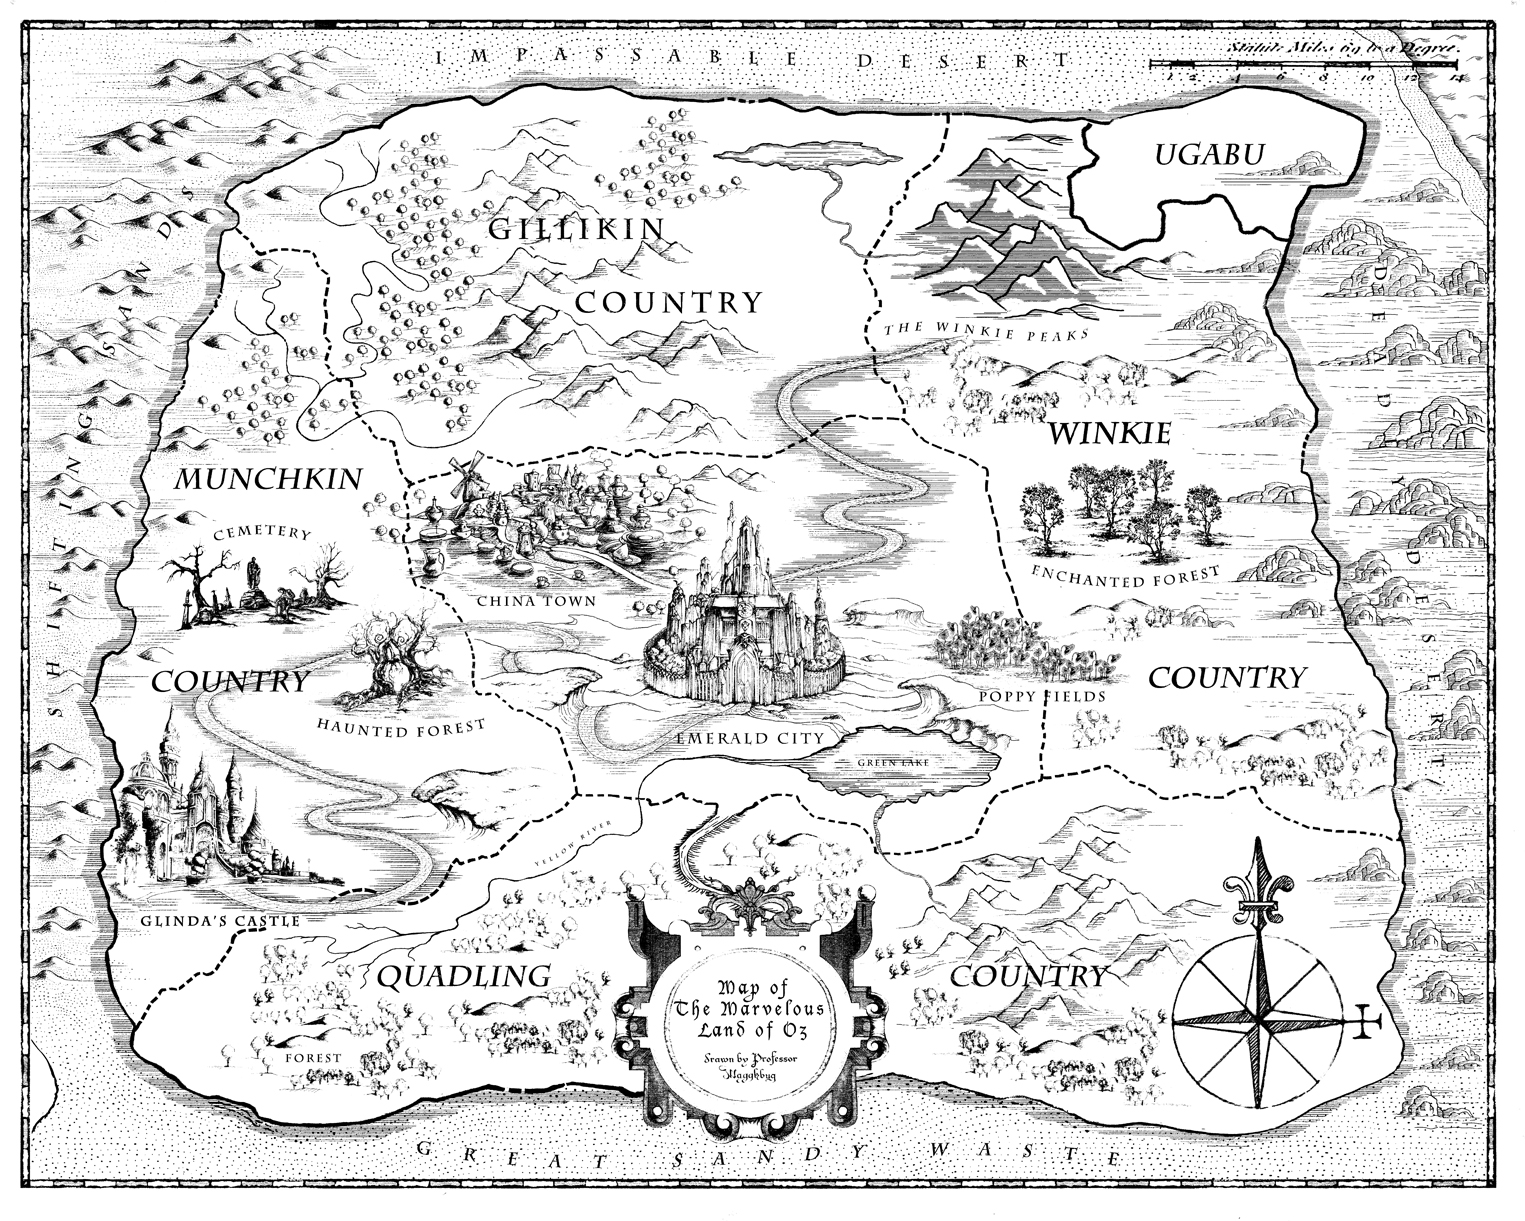 IMPASSABLE DESERT
Statute Miles 69 to a Degree.
1 2 4 6 8 10 12 14
UGABU
SHIFTING SANDS
GILLIKIN
COUNTRY
THE WINKIE PEAKS
DEADLY DESERT
WINKIE
MUNCHKIN
CEMETERY
ENCHANTED FOREST
CHINA TOWN
COUNTRY
COUNTRY
POPPY FIELDS
HAUNTED FOREST
EMERALD CITY
GREEN LAKE
YELLOW RIVER
GLINDA'S CASTLE
QUADLING
COUNTRY
Map of
The Marvelous
Land of Oz
Drawn by Professor
FOREST
GREAT SANDY WASTE